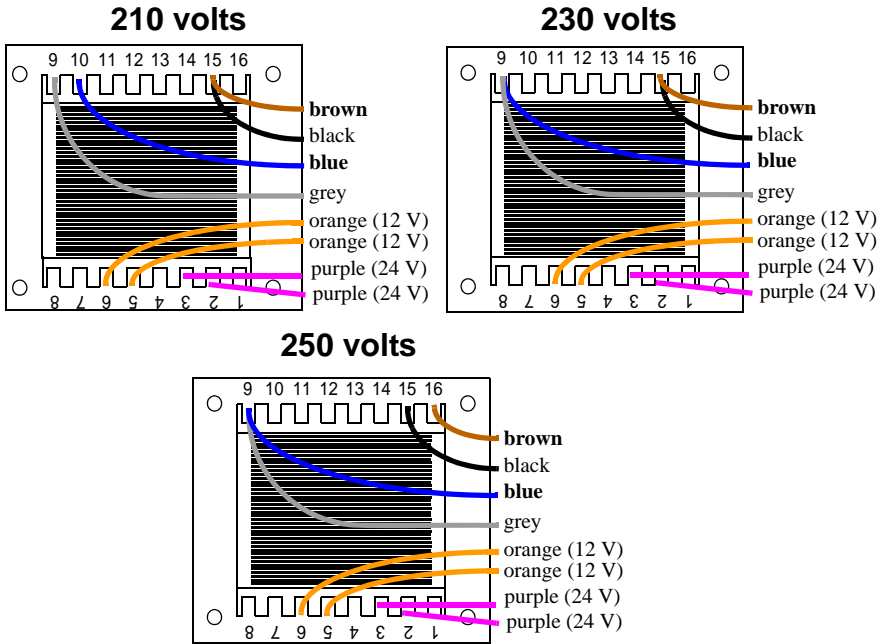 210 volts
9 10 11 12 13 14 15 16
brown
black
blue
grey
orange (12 V)
orange (12 V)
purple (24 V)
purple (24 V)
8 7 6 5 4 3 2 1
230 volts
9 10 11 12 13 14 15 16
brown
black
blue
grey
orange (12 V)
orange (12 V)
purple (24 V)
purple (24 V)
8 7 6 5 4 3 2 1
250 volts
9 10 11 12 13 14 15 16
brown
black
blue
grey
orange (12 V)
orange (12 V)
purple (24 V)
purple (24 V)
8 7 6 5 4 3 2 1